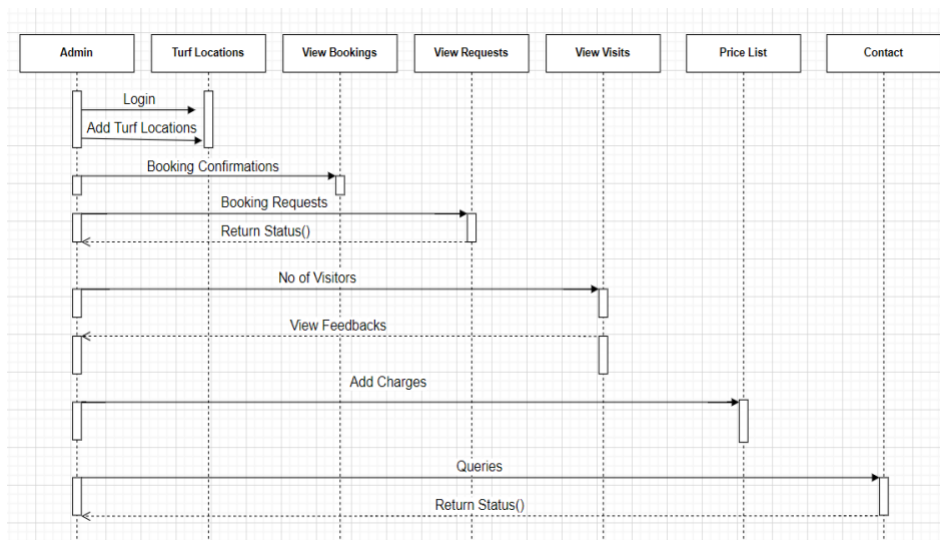 Admin
Turf Locations
View Bookings
View Requests
View Visits
Price List
Contact
Login
Add Turf Locations
Booking Confirmations
Booking Requests
Return Status()
No of Visitors
View Feedbacks
Add Charges
Queries
Return Status()